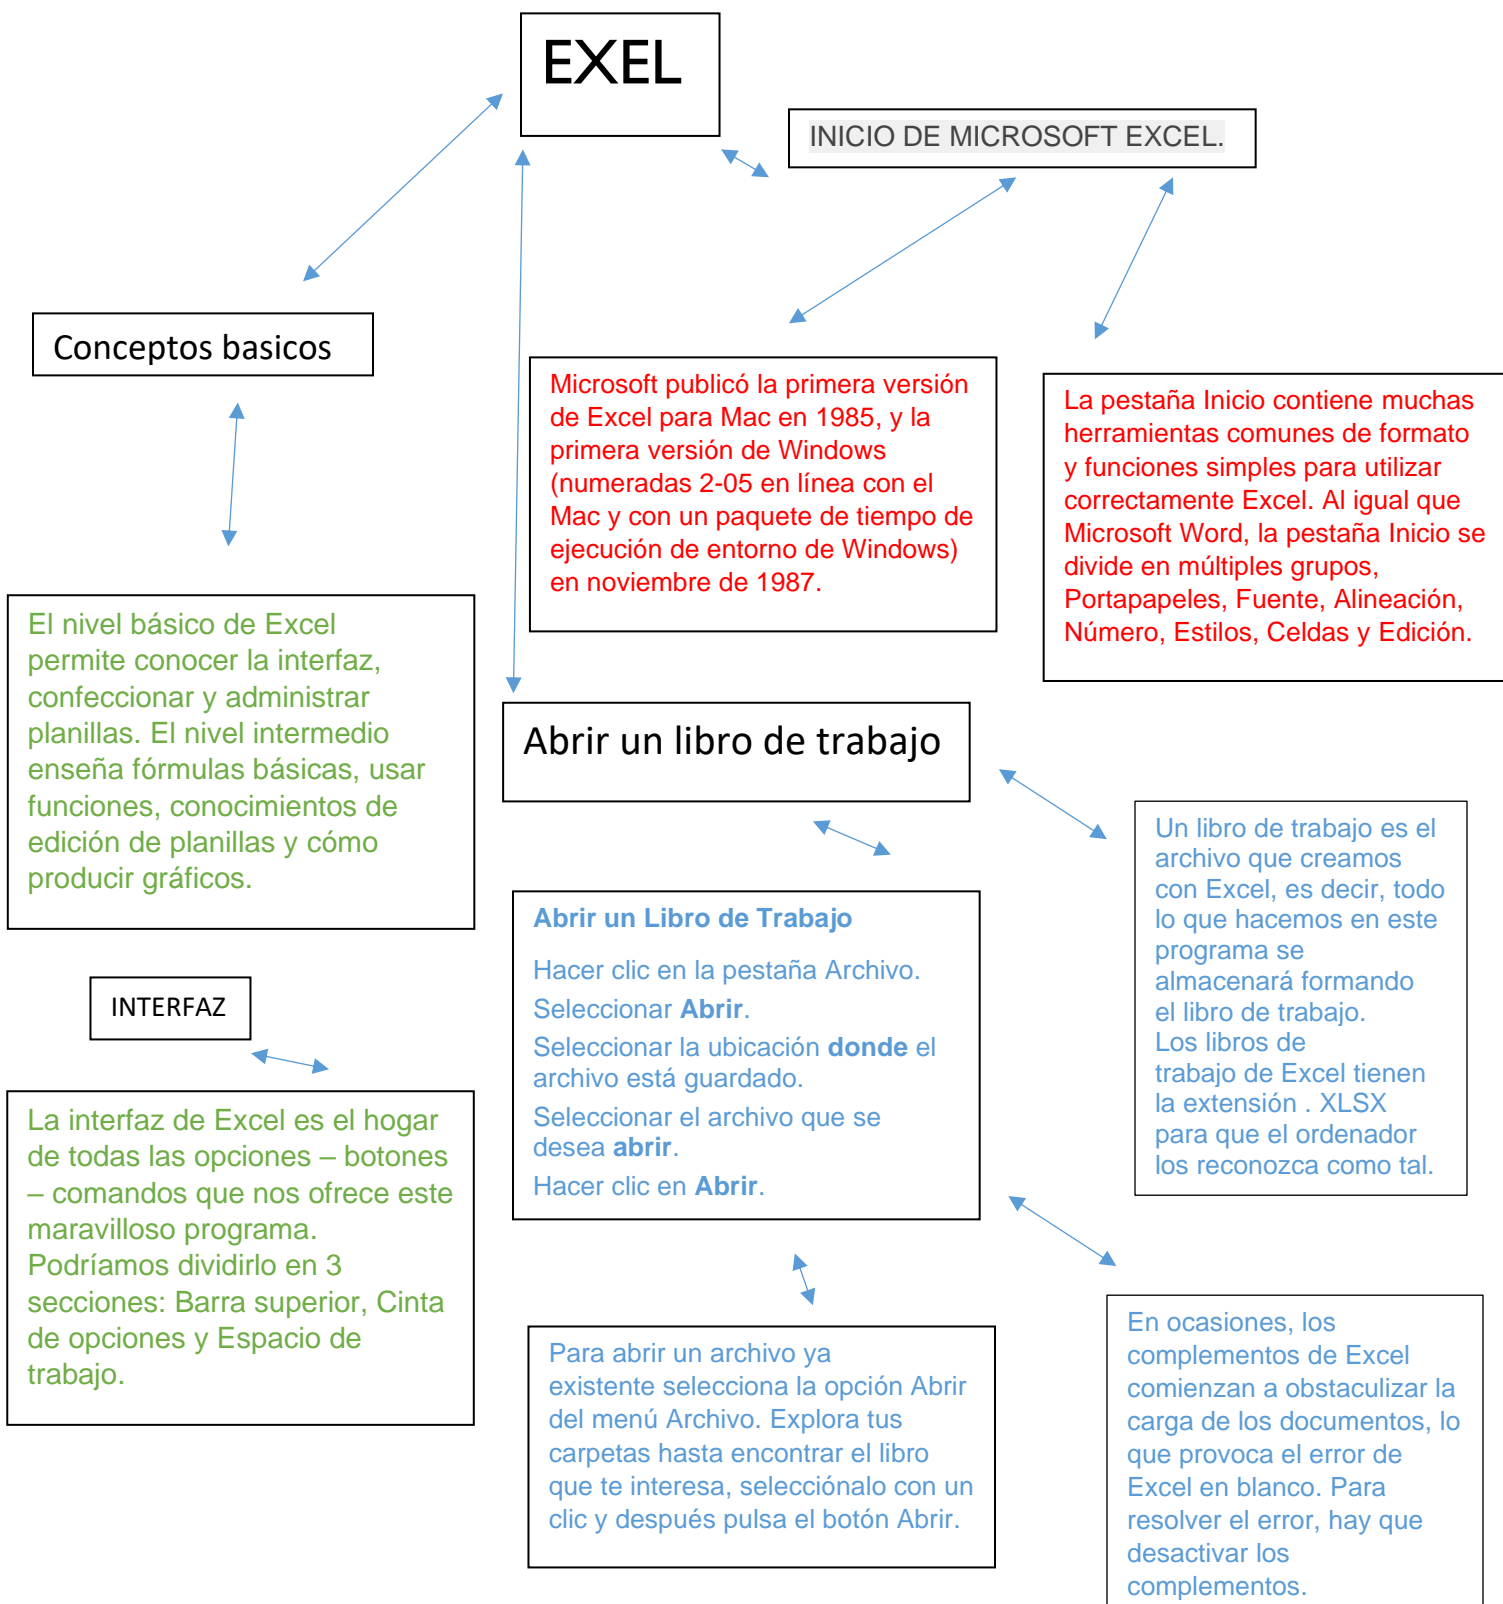 EXEL
INICIO DE MICROSOFT EXCEL.
Conceptos basicos
Microsoft publicó la primera versión
de Excel para Mac en 1985, y la
primera versión de Windows
(numeradas 2-05 en línea con el
Mac y con un paquete de tiempo de
ejecución de entorno de Windows)
en noviembre de 1987.
La pestaña Inicio contiene muchas
herramientas comunes de formato
y funciones simples para utilizar
correctamente Excel. Al igual que
Microsoft Word, la pestaña Inicio se
divide en múltiples grupos,
Portapapeles, Fuente, Alineación,
Número, Estilos, Celdas y Edición.
El nivel básico de Excel
permite conocer la interfaz,
confeccionar y administrar
planillas. El nivel intermedio
enseña fórmulas básicas, usar
funciones, conocimientos de
edición de planillas y cómo
producir gráficos.
Abrir un libro de trabajo
Un libro de trabajo es el
archivo que creamos
con Excel, es decir, todo
lo que hacemos en este
programa se
almacenará formando
el libro de trabajo.
Los libros de
trabajo de Excel tienen
la extensión . XLSX
para que el ordenador
los reconozca como tal.
Abrir un Libro de Trabajo
Hacer clic en la pestaña Archivo.
Seleccionar Abrir.
Seleccionar la ubicación donde el
archivo está guardado.
Seleccionar el archivo que se
desea abrir.
Hacer clic en Abrir.
INTERFAZ
La interfaz de Excel es el hogar
de todas las opciones – botones
– comandos que nos ofrece este
maravilloso programa.
Podríamos dividirlo en 3
secciones: Barra superior, Cinta
de opciones y Espacio de
trabajo.
Para abrir un archivo ya
existente selecciona la opción Abrir
del menú Archivo. Explora tus
carpetas hasta encontrar el libro
que te interesa, selecciónalo con un
clic y después pulsa el botón Abrir.
En ocasiones, los
complementos de Excel
comienzan a obstaculizar la
carga de los documentos, lo
que provoca el error de
Excel en blanco. Para
resolver el error, hay que
desactivar los
complementos.